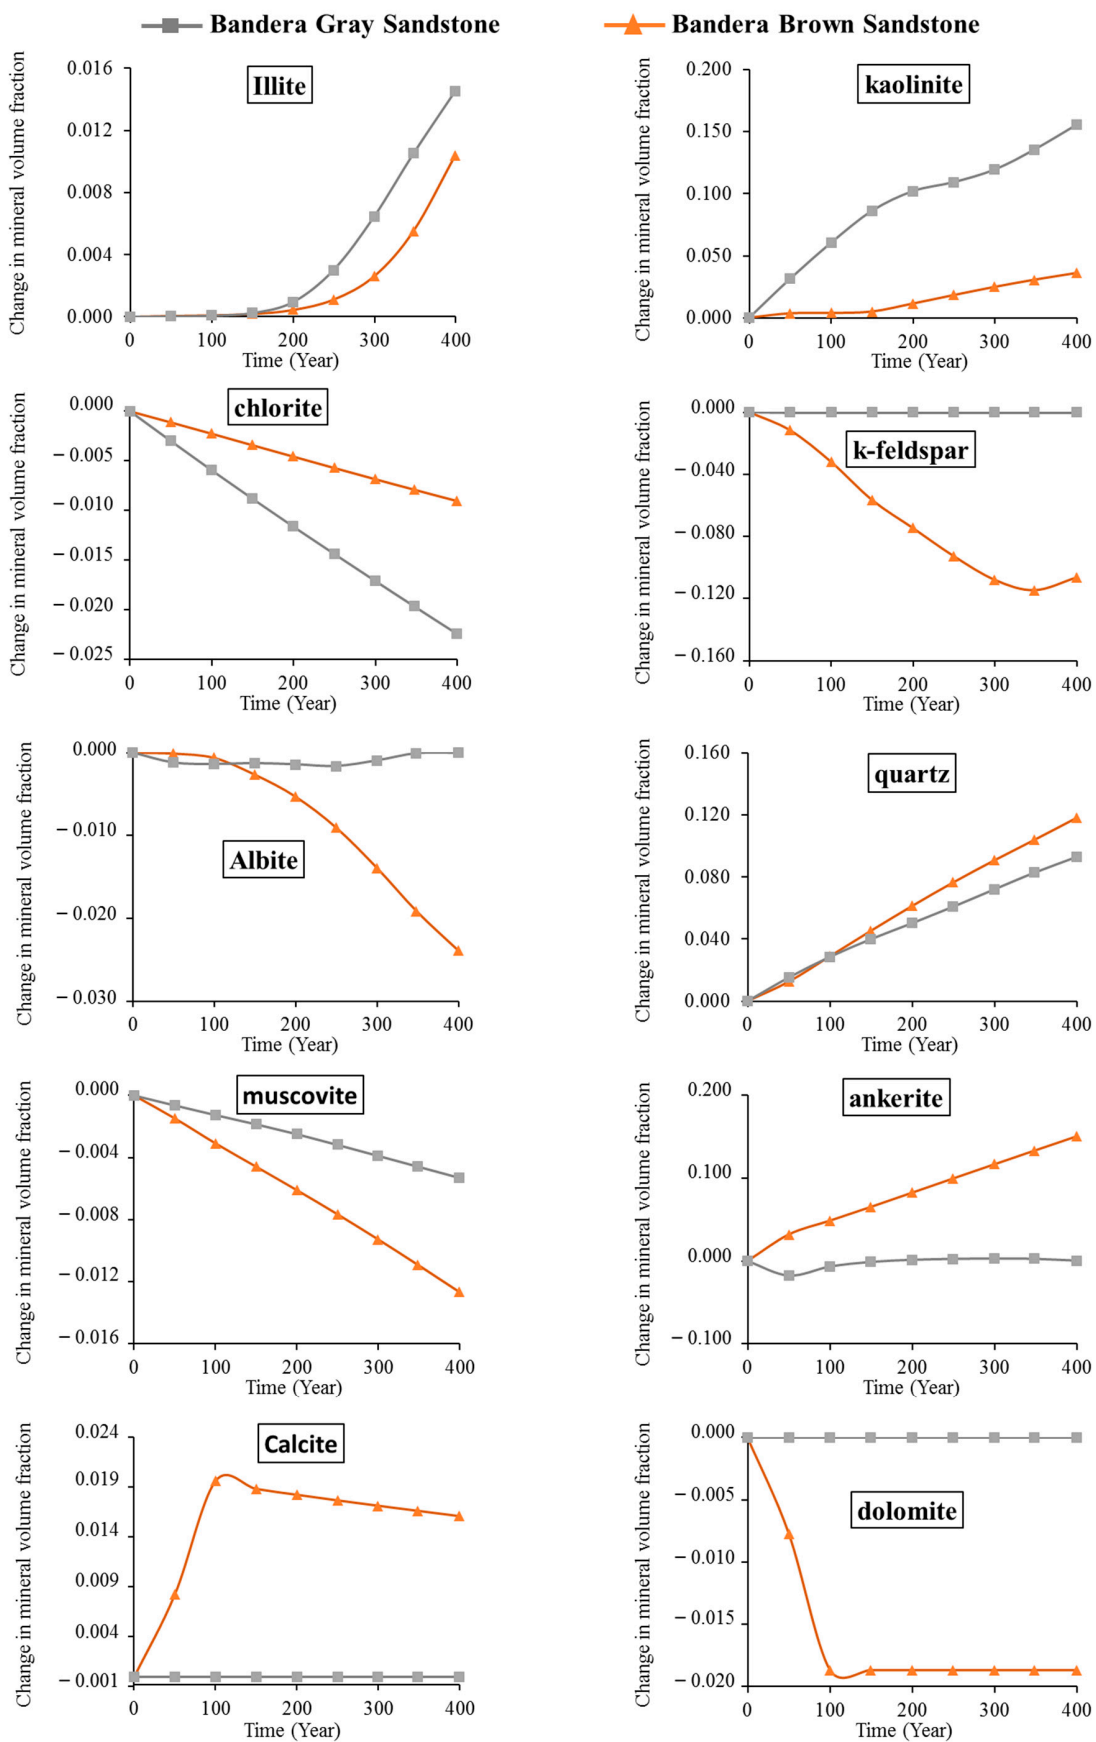 Bandera Gray Sandstone
Bandera Brown Sandstone
Illite
Change in mineral volume fraction
0.016
0.012
0.008
0.004
0.000
0 100 200 300 400
Time (Year)
kaolinite
Change in mineral volume fraction
0.200
0.150
0.100
0.050
0.000
0 100 200 300 400
Time (Year)
chlorite
Change in mineral volume fraction
0.000
−0.005
−0.010
−0.015
−0.020
−0.025
0 100 200 300 400
Time (Year)
k-feldspar
Change in mineral volume fraction
0.000
−0.040
−0.080
−0.120
−0.160
0 100 200 300 400
Time (Year)
Albite
Change in mineral volume fraction
0.000
−0.010
−0.020
−0.030
0 100 200 300 400
Time (Year)
quartz
Change in mineral volume fraction
0.160
0.120
0.080
0.040
0.000
0 100 200 300 400
Time (Year)
muscovite
Change in mineral volume fraction
0.000
−0.004
−0.008
−0.012
−0.016
0 100 200 300 400
Time (Year)
ankerite
Change in mineral volume fraction
0.200
0.100
0.000
−0.100
0 100 200 300 400
Time (Year)
Calcite
Change in mineral volume fraction
0.024
0.019
0.014
0.009
0.004
−0.001
0 100 200 300 400
Time (Year)
dolomite
Change in mineral volume fraction
0.000
−0.005
−0.010
−0.015
−0.020
0 100 200 300 400
Time (Year)